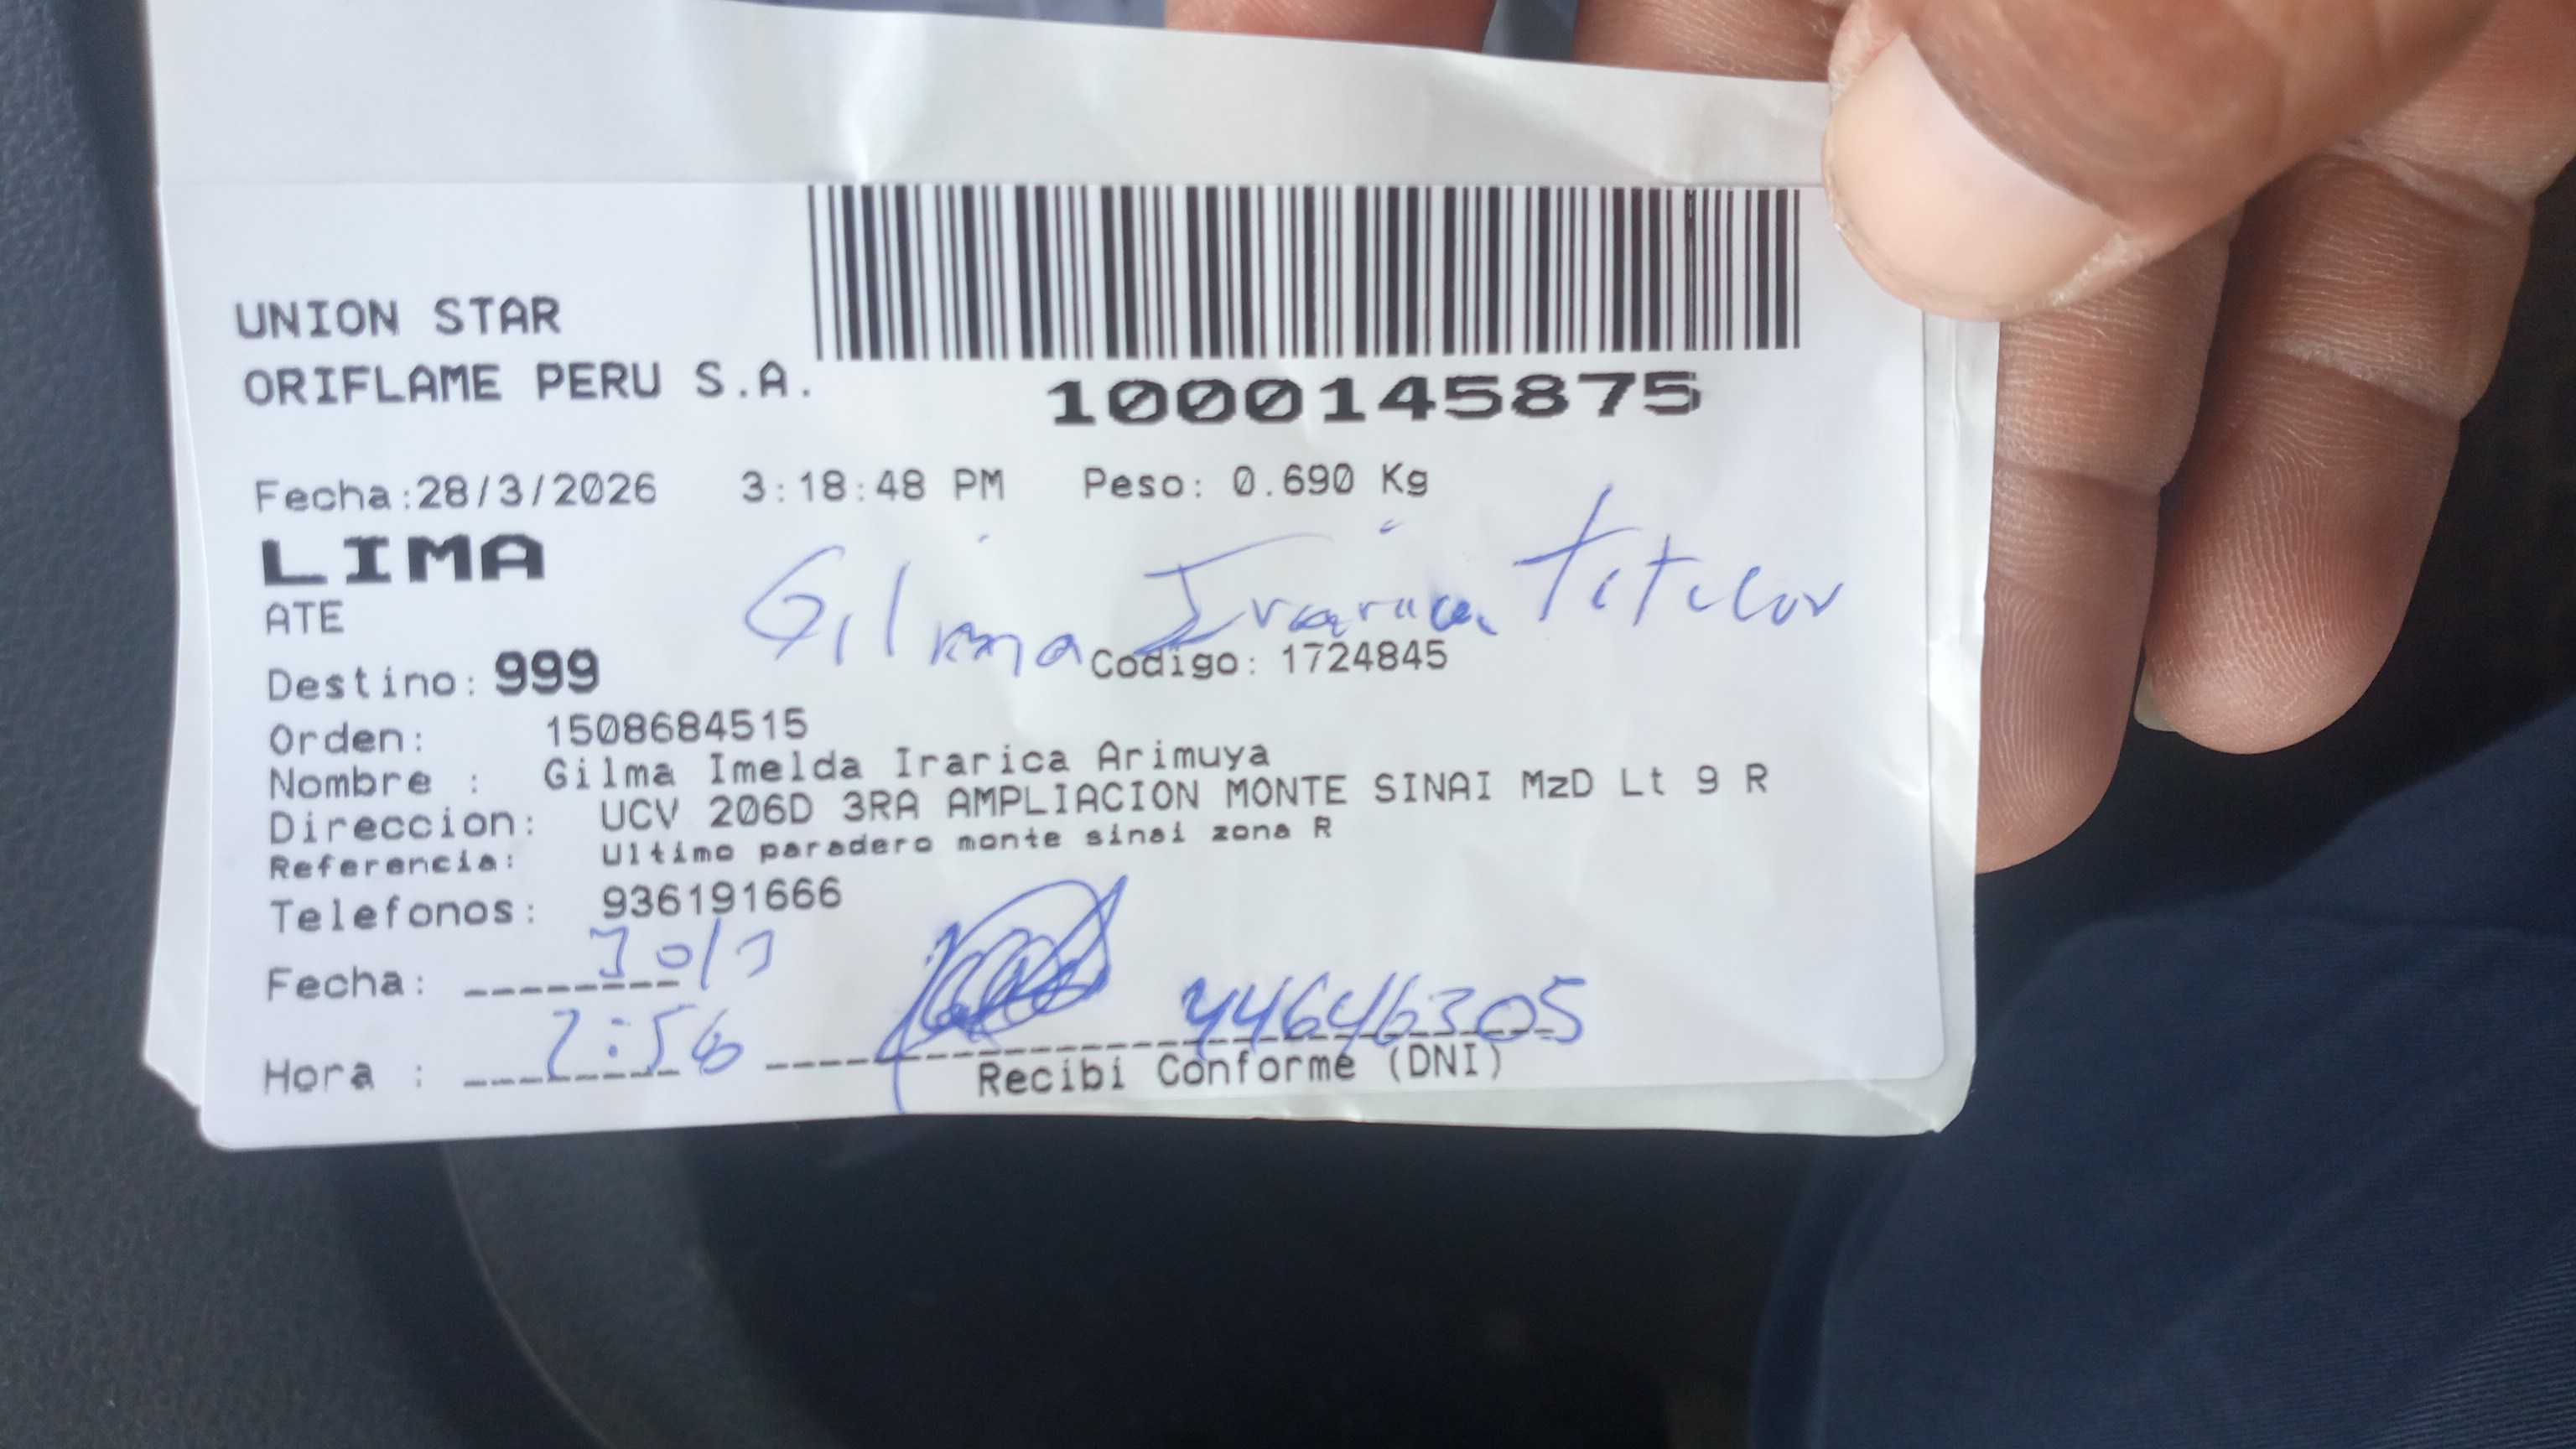 UNION STAR
ORIFLAME PERU S.A.
1000145875
Fecha:28/3/2026 3:18:48 PM Peso: 0.690 Kg
LIMA
ATE
Gilma Irarica titular
Destino: 999 Codigo: 1724845
Orden: 1508684515
Nombre : Gilma Imelda Irarica Arimuya
Direccion: UCV 206D 3RA AMPLIACION MONTE SINAI MzD Lt 9 R
Referencia: Ultimo paradero monte sinai zona R
Telefonos: 936191666
Fecha: 30/3
Hora : 2:56 44646305
Recibi Conforme (DNI)